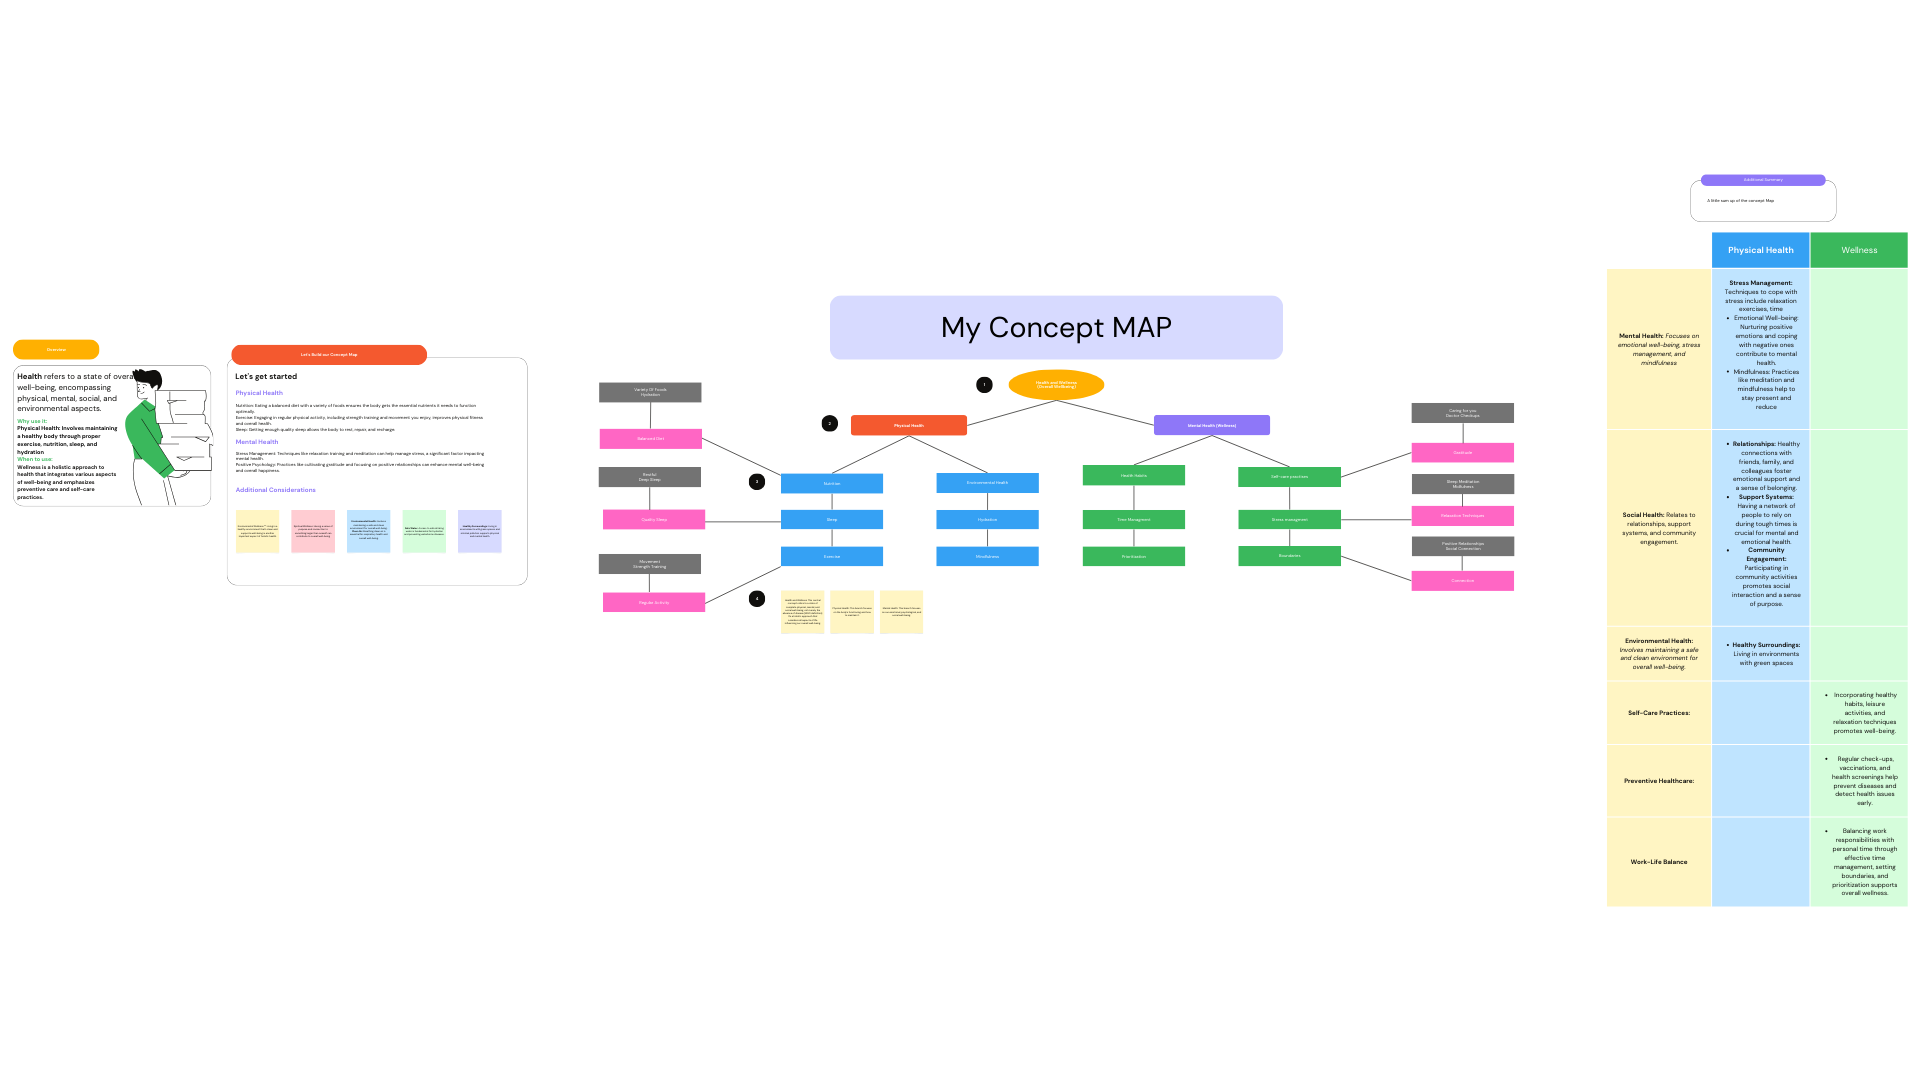 Overview
Health refers to a state of overall
well-being, encompassing
physical, mental, social, and
environmental aspects.
Why use it:
Physical Health: Involves maintaining
a healthy body through proper
exercise, nutrition, sleep, and
hydration
When to use:
Wellness is a holistic approach to
health that integrates various aspects
of well-being and emphasizes
preventive care and self-care
practices.
Let's Build our Concept Map
Let's get started
Physical Health
Nutrition: Eating a balanced diet with a variety of foods ensures the body gets the essential nutrients it needs to function
optimally.
Exercise: Engaging in regular physical activity, including strength training and movement you enjoy, improves physical fitness
and overall health.
Sleep: Getting enough quality sleep allows the body to rest, repair, and recharge.
Mental Health
Stress Management: Techniques like relaxation training and meditation can help manage stress, a significant factor impacting
mental health.
Positive Psychology: Practices like cultivating gratitude and focusing on positive relationships can enhance mental well-being
and overall happiness.
Additional Considerations
My Concept MAP
1
Health and Wellness
(Overall Wellbeing)
2
Physical Health
Mental Health (Wellness)
3
Variety Of Foods
Hydration
Balanced Diet
Restful
Deep Sleep
Quality Sleep
Movement
Strength Training
Regular Activity
Nutrition
Sleep
Exercise
Environmental Health
Hydration
Mindfulness
Health Habits
Time Management
Prioritization
Self-care practices
Stress management
Boundaries
Caring for you
Doctor Checkups
Gratitude
Sleep Meditation
Midfulness
Relaxation Techniques
Positive Relationships
Social Connection
Connection
4
Additional Summary
A little sum up of the concept Map
Physical Health
Wellness
Mental Health: Focuses on
emotional well-being, stress
management, and
mindfulness
Stress Management:
Techniques to cope with
stress include relaxation
exercises, time
• Emotional Well-being:
Nurturing positive
emotions and coping
with negative ones
contribute to mental
health.
• Mindfulness: Practices
like meditation and
mindfulness help to
stay present and
reduce
Social Health: Relates to
relationships, support
systems, and community
engagement.
• Relationships: Healthy
connections with
friends, family, and
colleagues foster
emotional support and
a sense of belonging.
• Support Systems:
Having a network of
people to rely on
during tough times is
crucial for mental and
emotional health.
• Community
Engagement:
Participating in
community activities
promotes social
interaction and a sense
of purpose.
Environmental Health:
Involves maintaining a safe
and clean environment for
overall well-being.
• Healthy Surroundings:
Living in environments
with green spaces
Self-Care Practices:
• Incorporating healthy
habits, leisure
activities, and
relaxation techniques
promotes well-being.
Preventive Healthcare:
• Regular check-ups,
vaccinations, and
health screenings help
prevent diseases and
detect health issues
early.
Work-Life Balance
• Balancing work
responsibilities with
personal time through
effective time
management, setting
boundaries, and
prioritization supports
overall wellness.